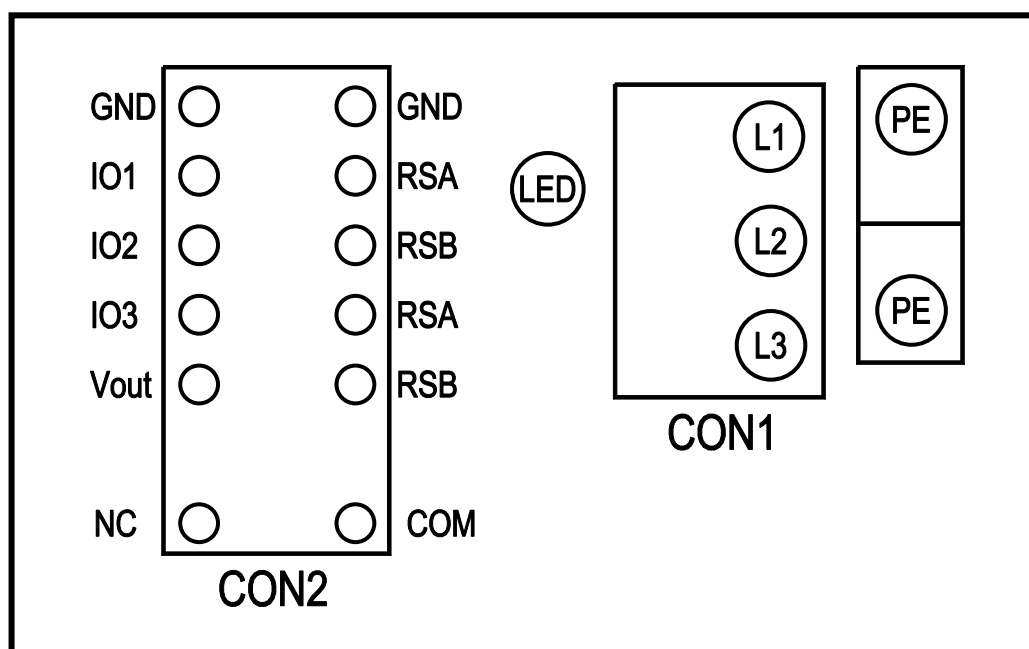 GND GND
IO1 RSA
IO2 RSB
IO3 RSA
Vout RSB
NC COM
CON2
LED
L1
L2
L3
CON1
PE
PE